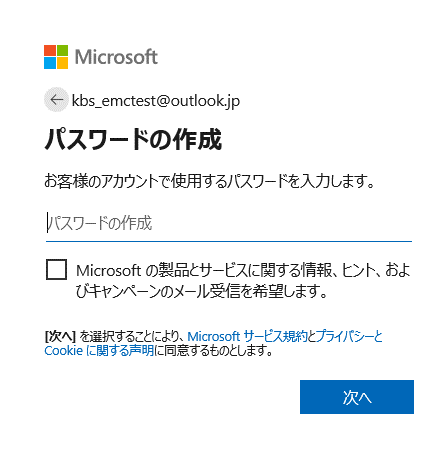 Microsoft
kbs_emctest@outlook.jp
パスワードの作成
お客様のアカウントで使用するパスワードを入力します。
パスワードの作成
Microsoft の製品とサービスに関する情報、ヒント、およ
びキャンペーンのメール受信を希望します。
[次へ] を選択することにより、Microsoft サービス規約とプライバシーと
Cookie に関する声明に同意するものとします。
次へ